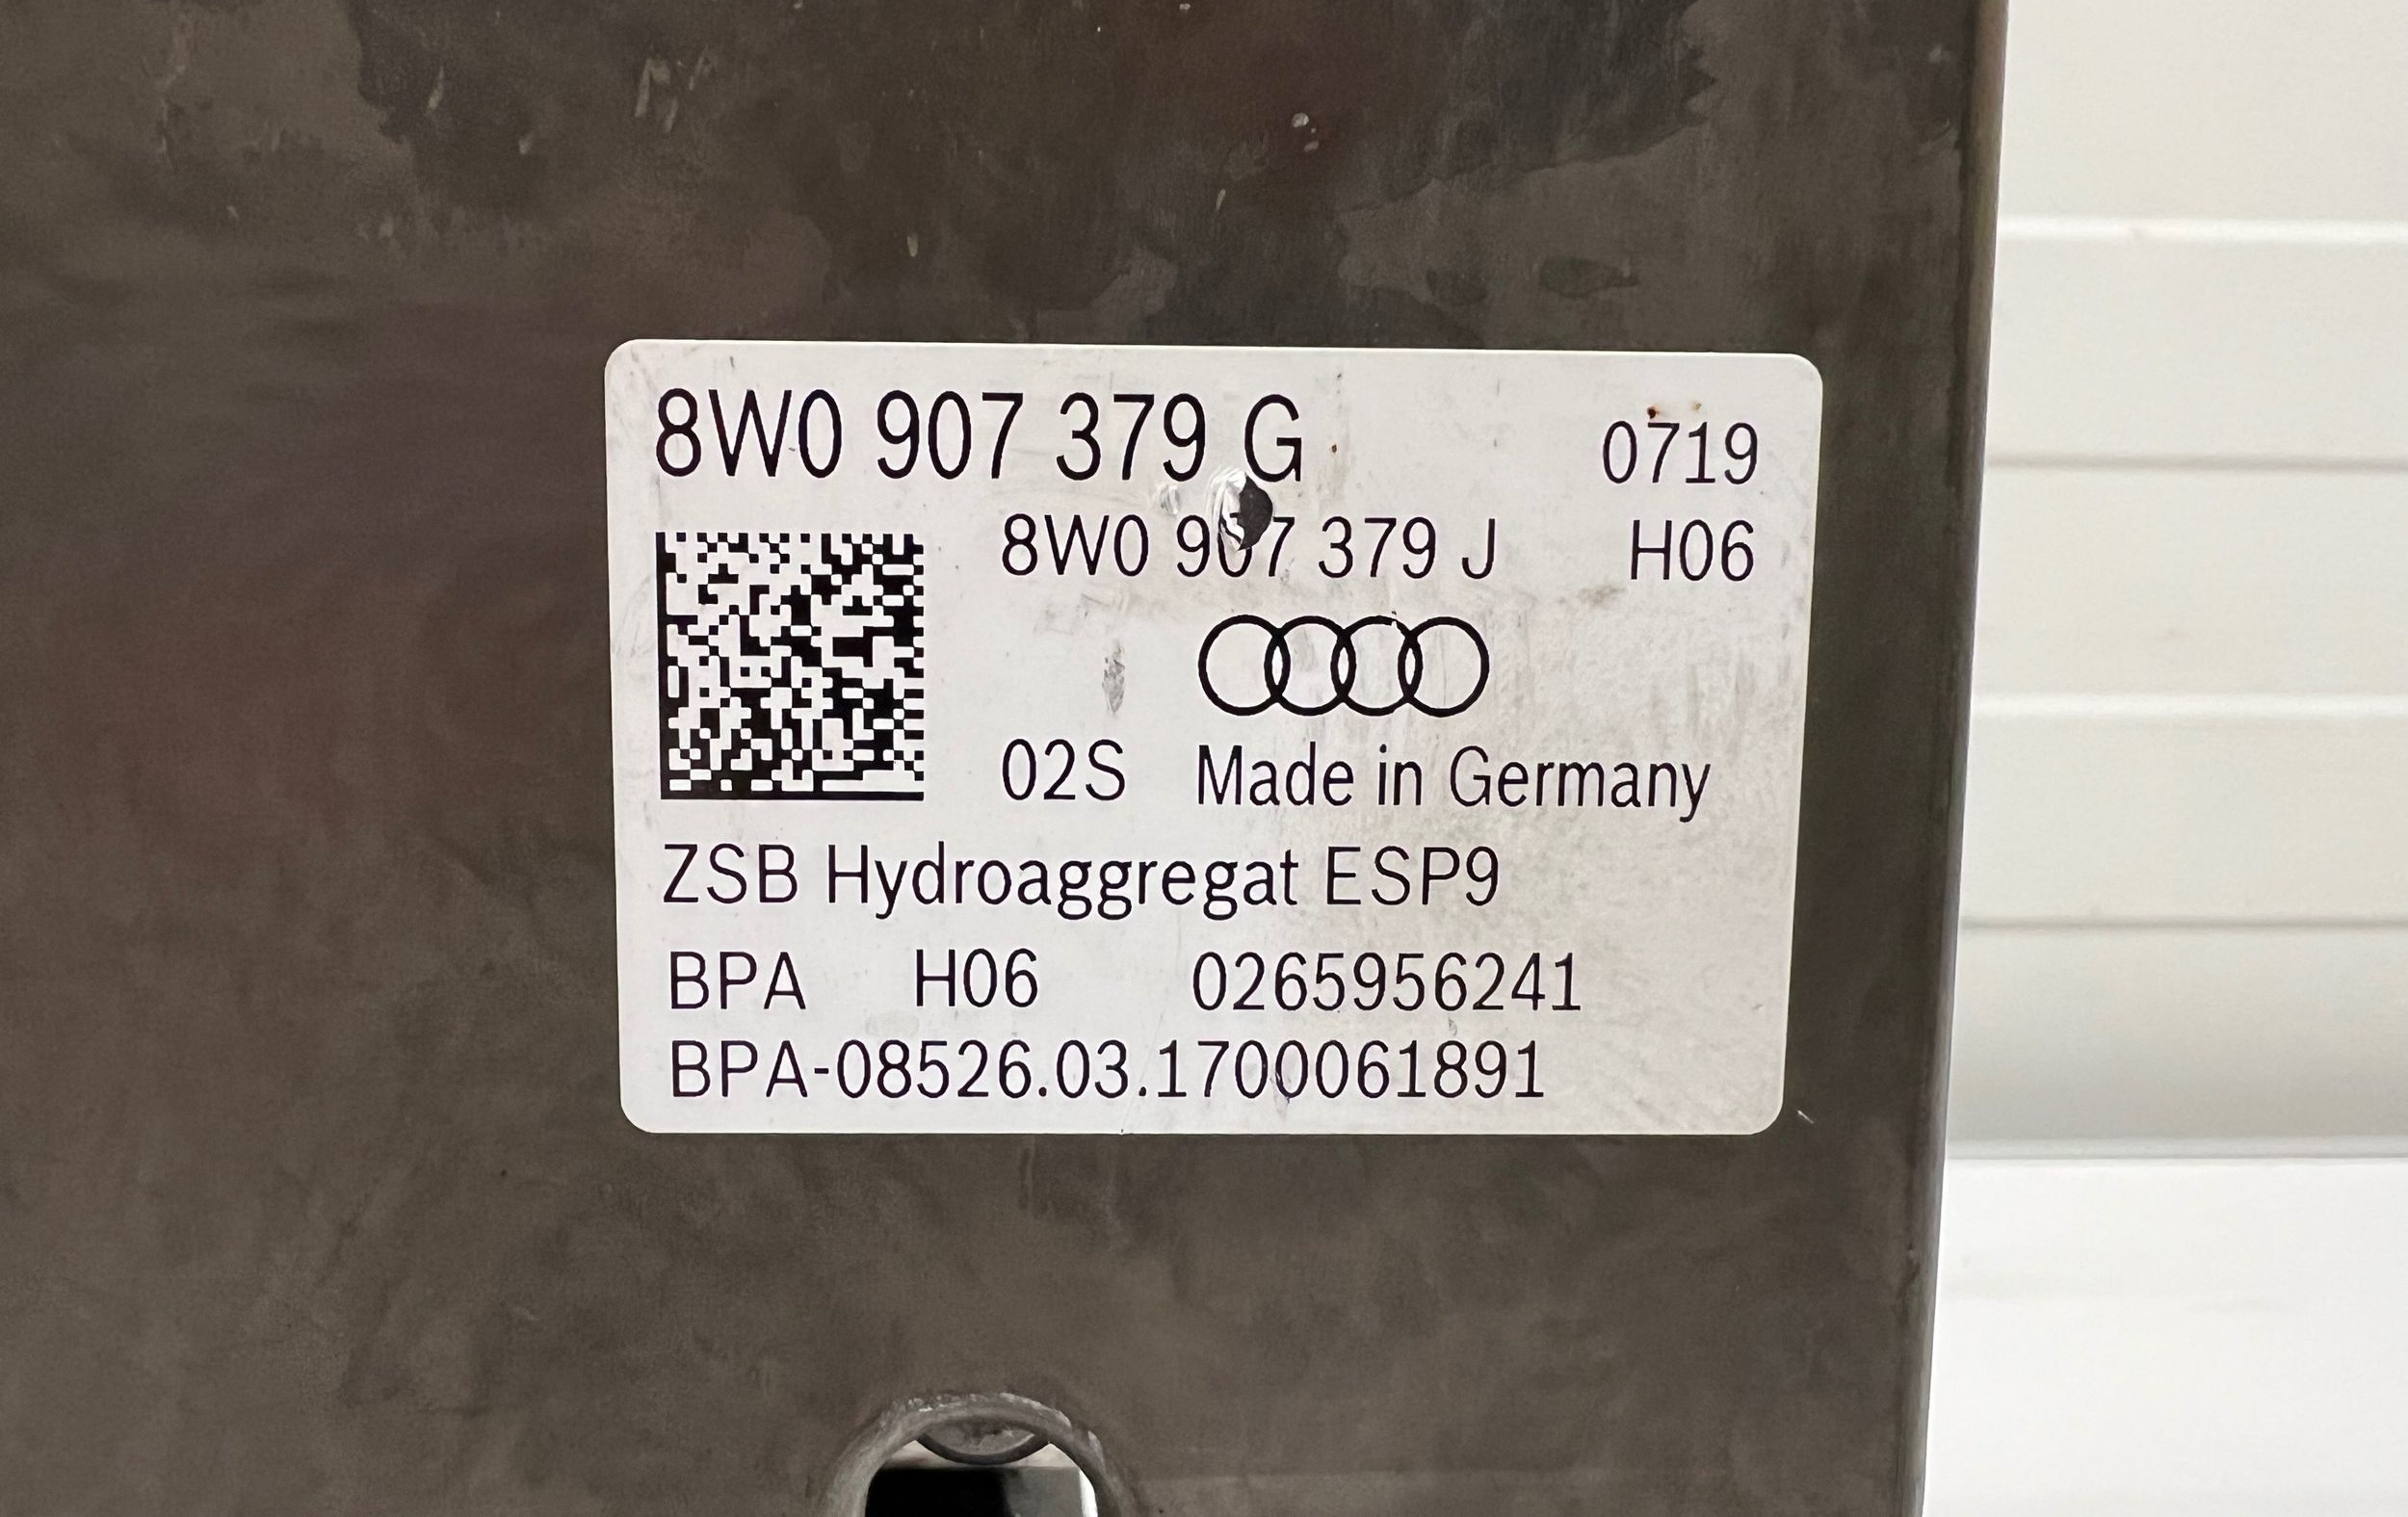 8W0 907 379 G 0719
8W0 907 379 J H06
02S Made in Germany
ZSB Hydroaggregat ESP9
BPA H06 0265956241
BPA-08526.03.1700061891